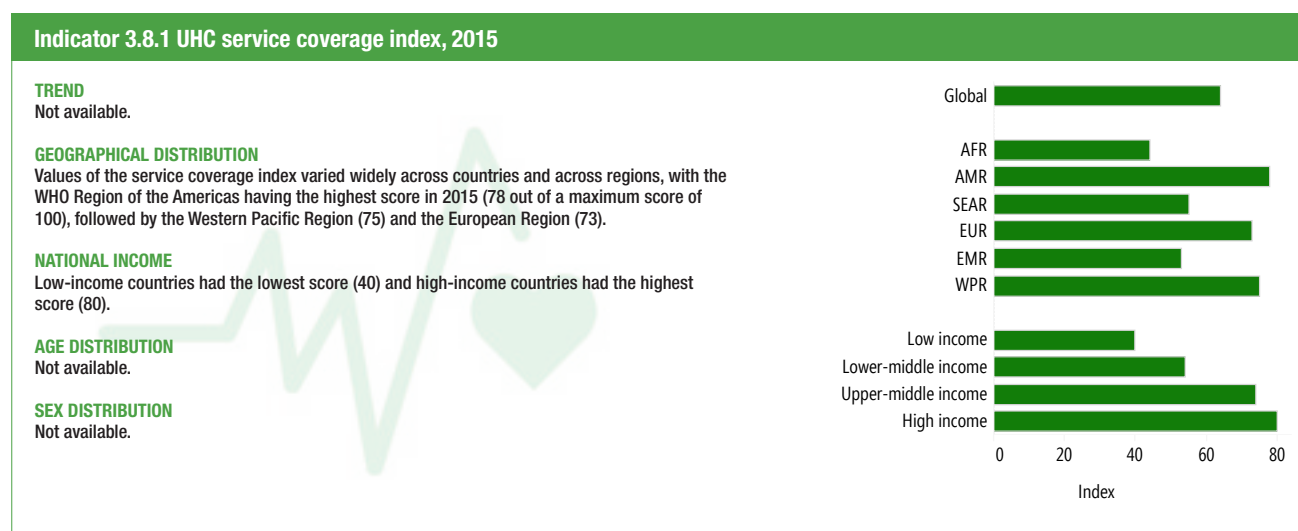 Indicator 3.8.1 UHC service coverage index, 2015
TREND
Not available.
GEOGRAPHICAL DISTRIBUTION
Values of the service coverage index varied widely across countries and across regions, with the
WHO Region of the Americas having the highest score in 2015 (78 out of a maximum score of
100), followed by the Western Pacific Region (75) and the European Region (73).
NATIONAL INCOME
Low-income countries had the lowest score (40) and high-income countries had the highest
score (80).
AGE DISTRIBUTION
Not available.
SEX DISTRIBUTION
Not available.
Global
AFR
AMR
SEAR
EUR
EMR
WPR
Low income
Lower-middle income
Upper-middle income
High income
0 20 40 60 80
Index